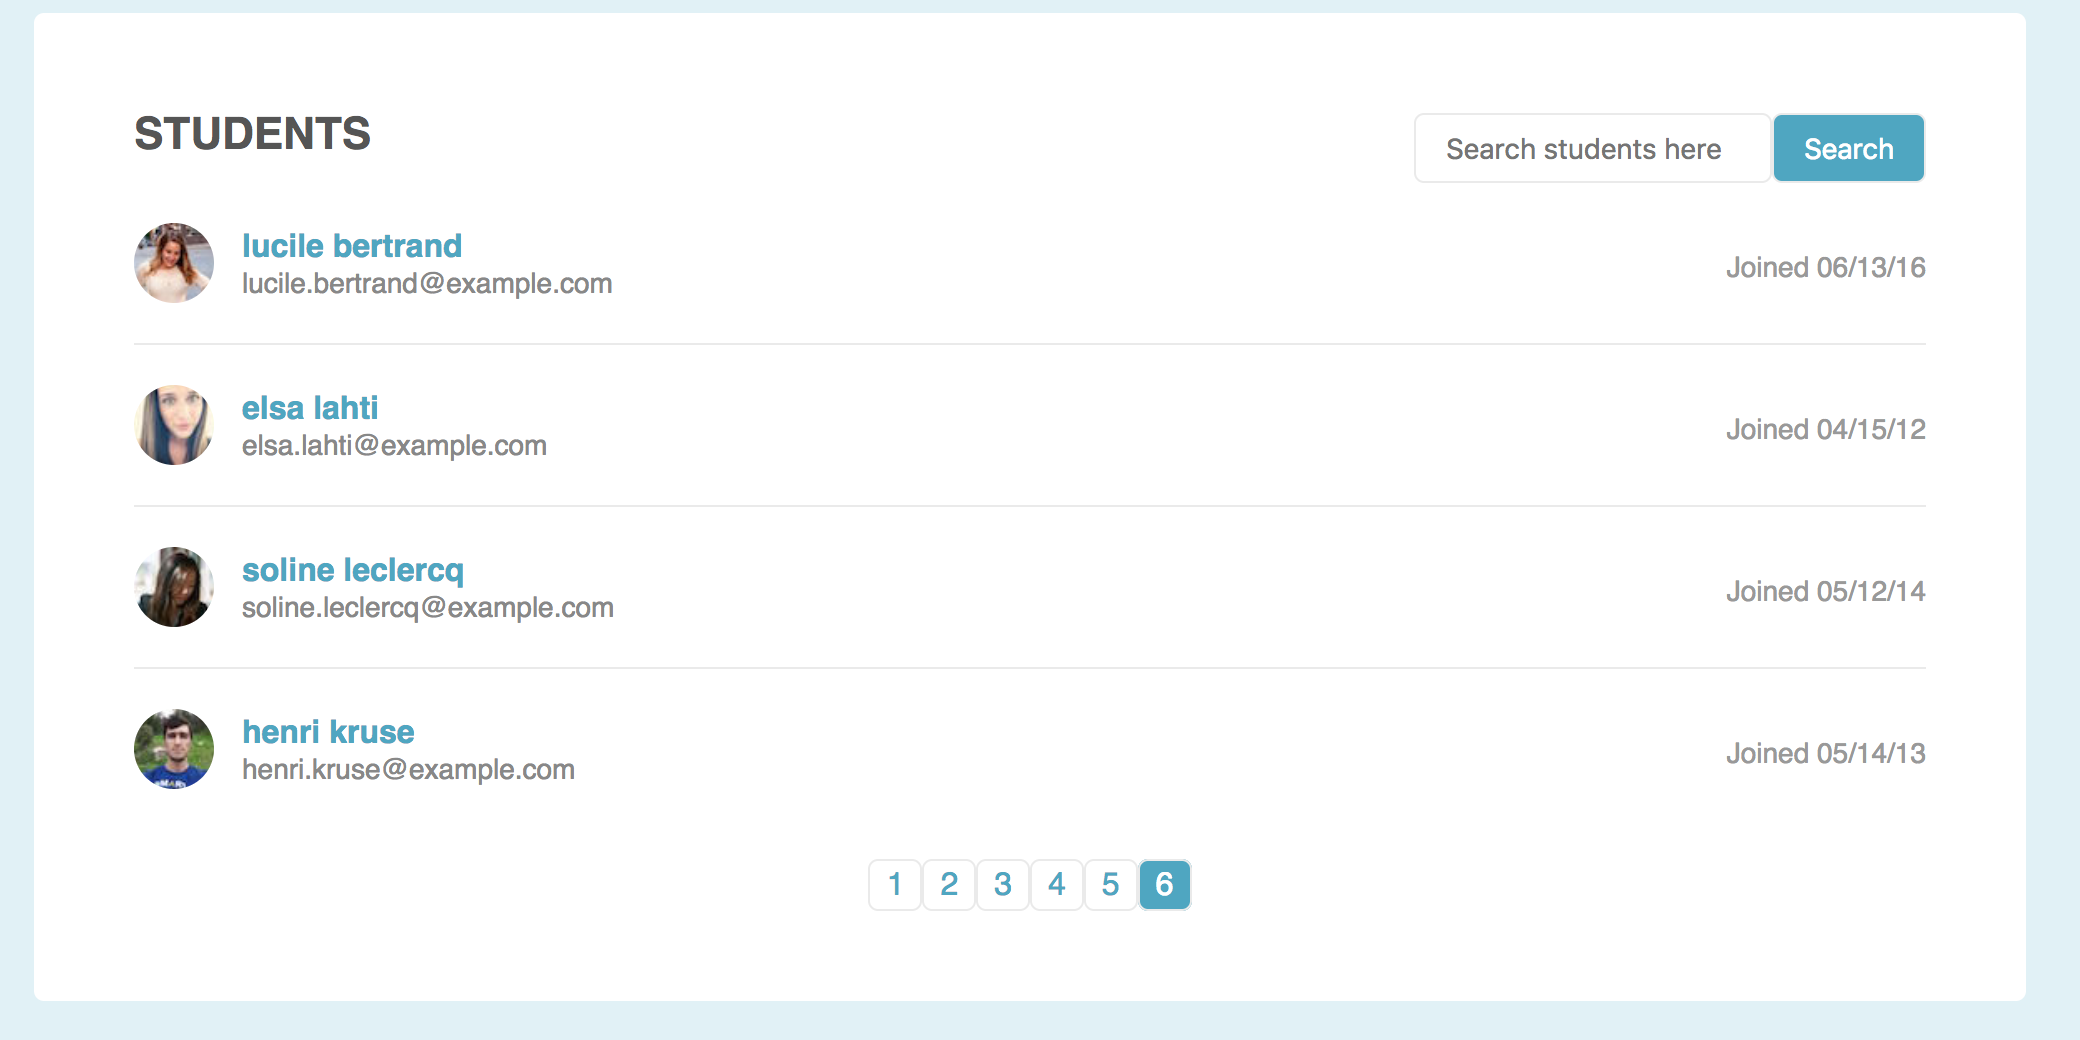 STUDENTS
Search students here
Search
lucile bertrand
lucile.bertrand@example.com
Joined 06/13/16
elsa lahti
elsa.lahti@example.com
Joined 04/15/12
soline leclercq
soline.leclercq@example.com
Joined 05/12/14
henri kruse
henri.kruse@example.com
Joined 05/14/13
1 2 3 4 5 6